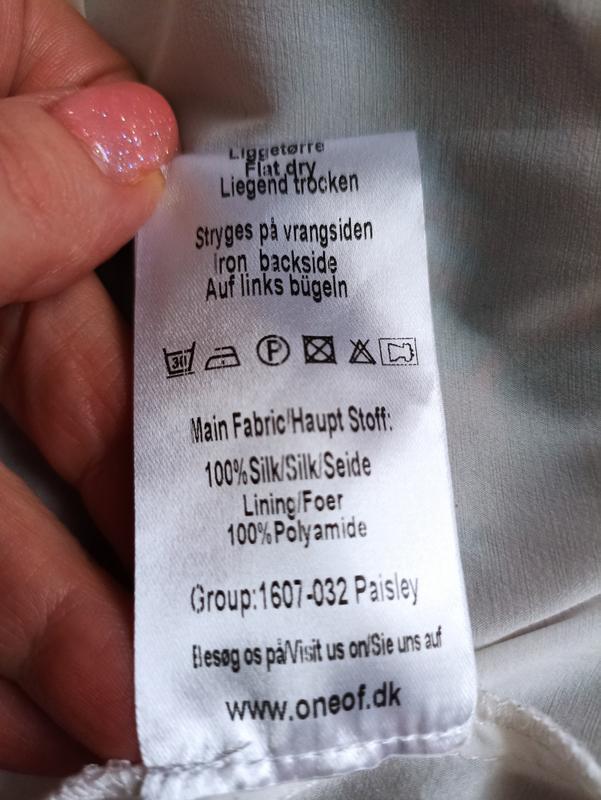 Liggetørre
Flat dry
Liegend trocken
Stryges på vrangsiden
Iron backside
Auf links bügeln
30 P
Main Fabric/Haupt Stoff:
100%Silk/Silk/Seide
Lining/Foer
100%Polyamide
Group:1607-032 Paisley
Besøg os på/Visit us on/Sie uns auf
www.oneof.dk